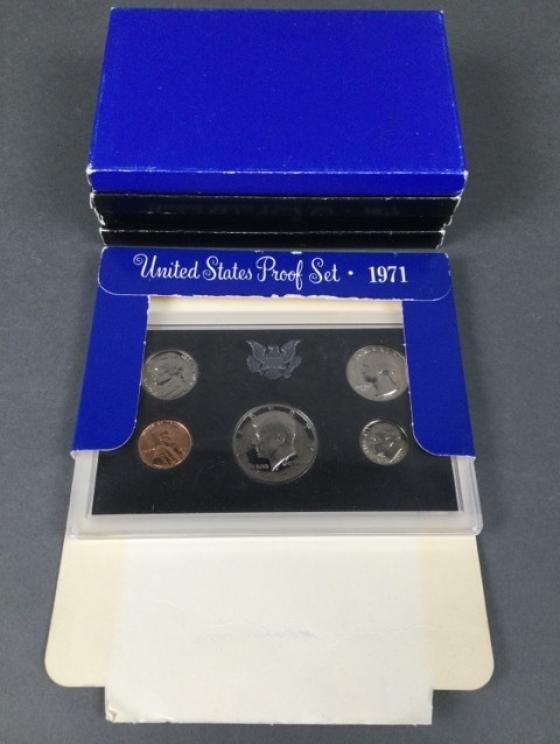 United States Proof Set · 1971